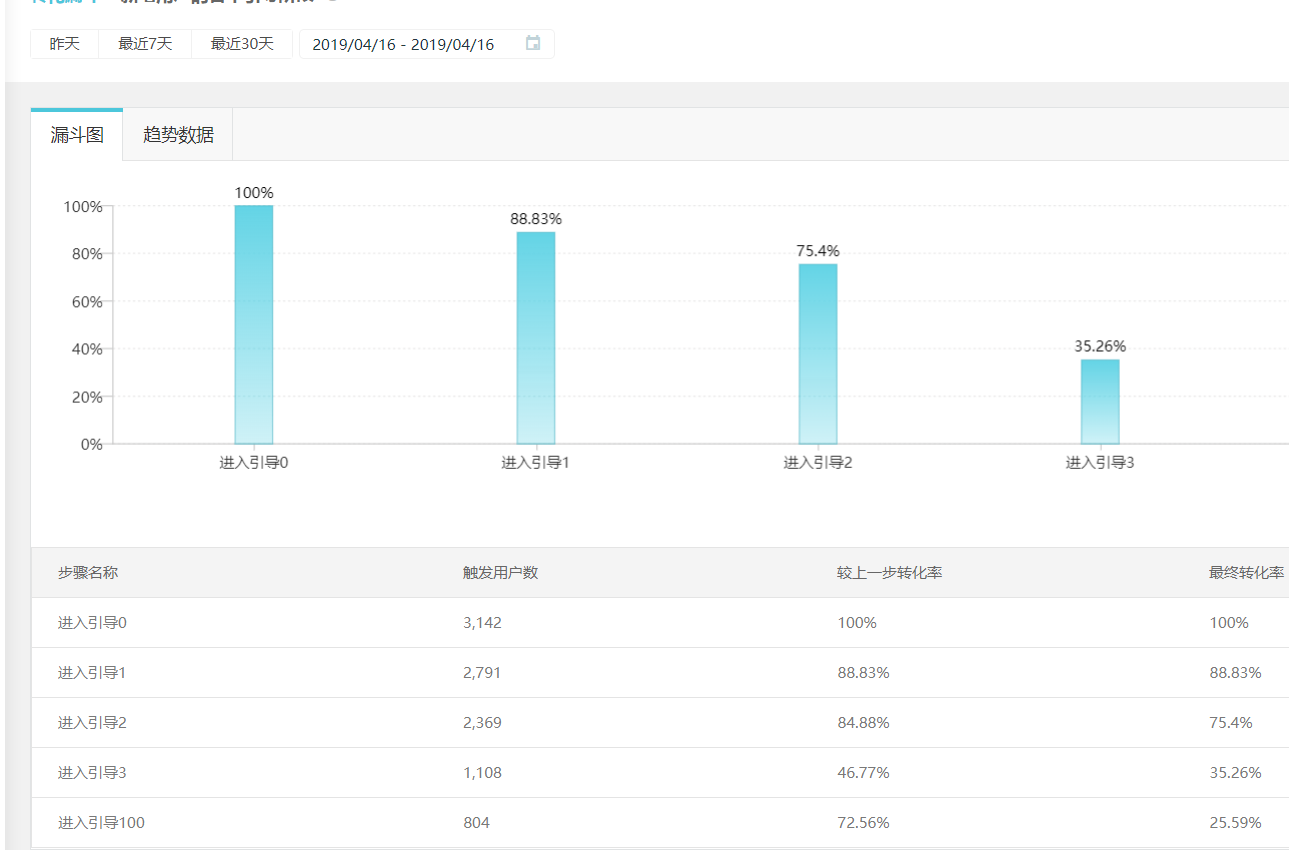 昨天 最近7天 最近30天 2019/04/16 - 2019/04/16
漏斗图 趋势数据
100%
88.83%
75.4%
35.26%
100%
80%
60%
40%
20%
0%
进入引导0 进入引导1 进入引导2 进入引导3
步骤名称 触发用户数 较上一步转化率 最终转化率
进入引导0 3,142 100% 100%
进入引导1 2,791 88.83% 88.83%
进入引导2 2,369 84.88% 75.4%
进入引导3 1,108 46.77% 35.26%
进入引导100 804 72.56% 25.59%